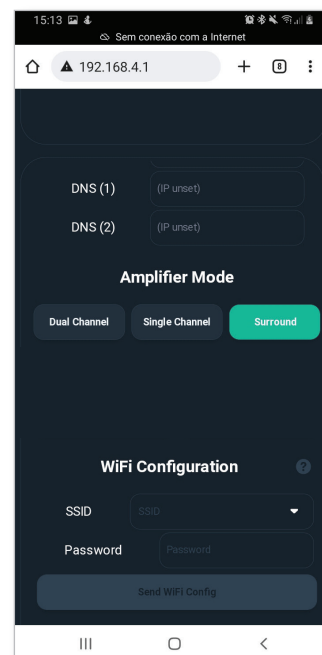 15:13
Sem conexão com a Internet
192.168.4.1
8
DNS (1) (IP unset)
DNS (2) (IP unset)
Amplifier Mode
Dual Channel Single Channel Surround
WiFi Configuration ?
SSID SSID
Password Password
Send WiFi Config